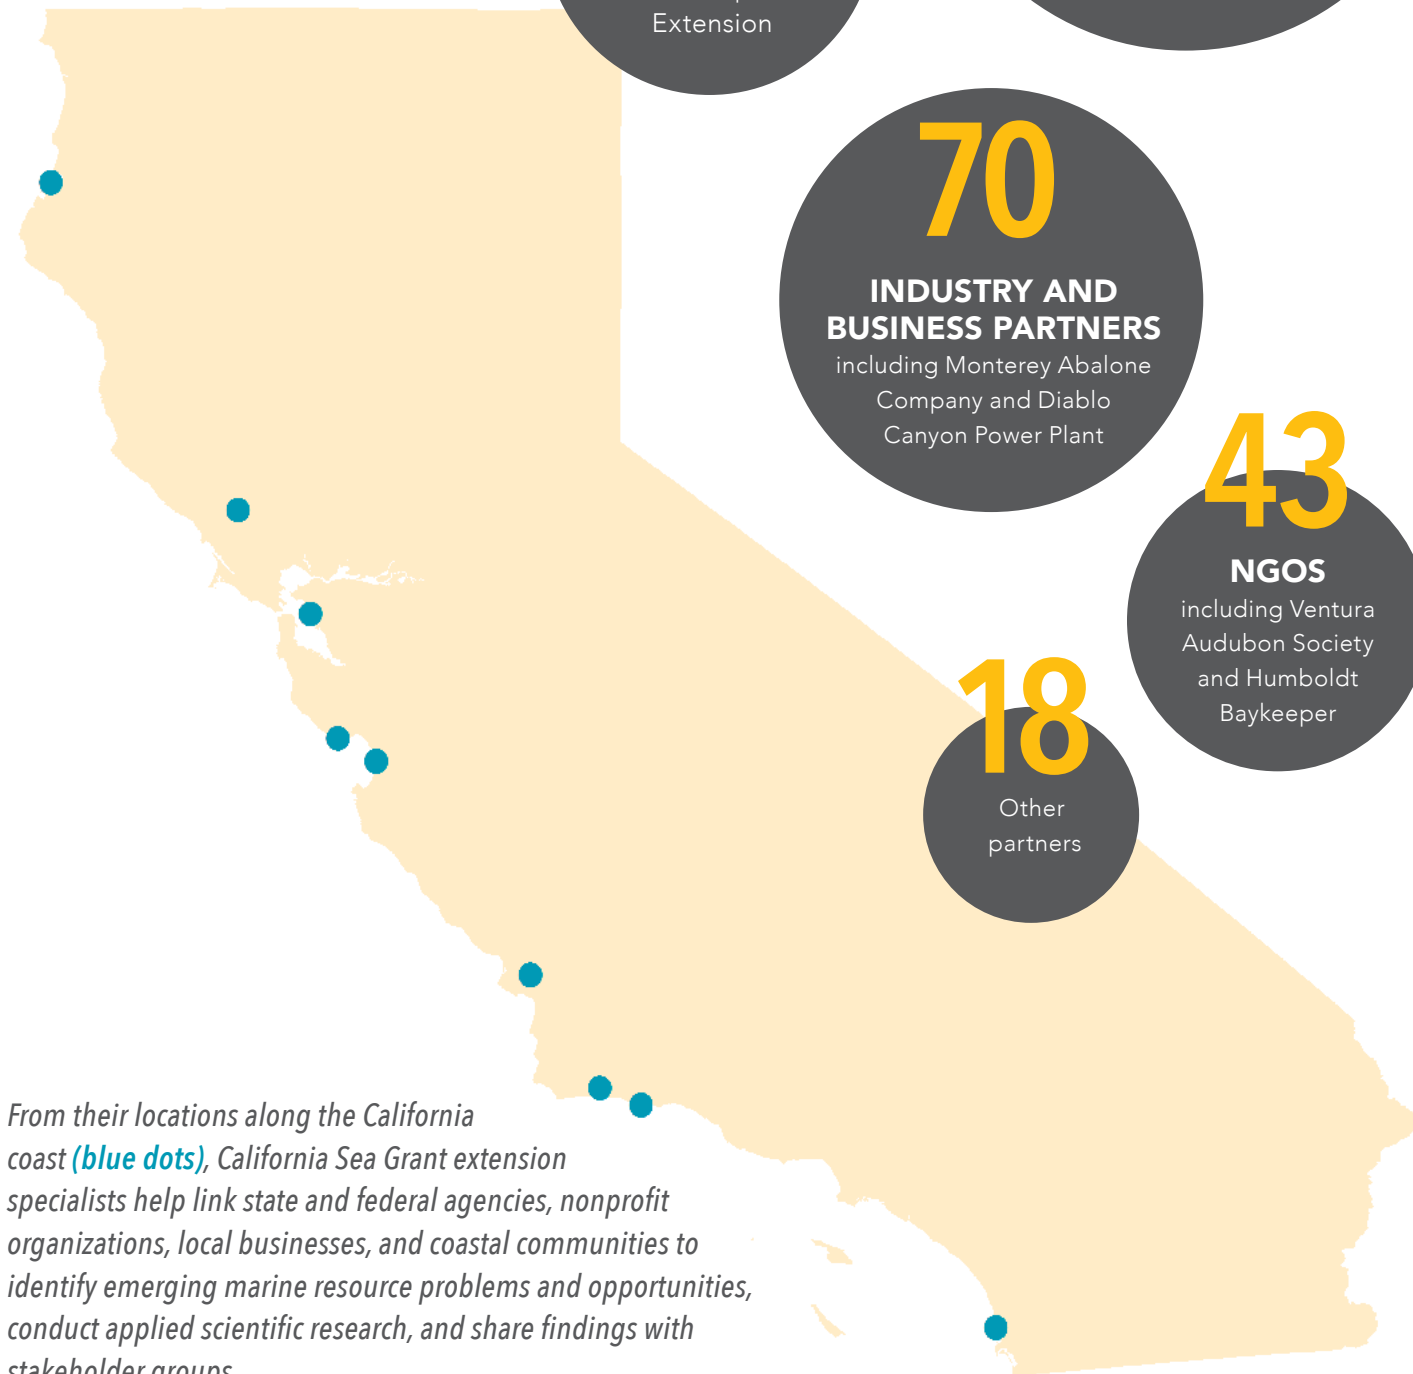 Extension
70
INDUSTRY AND
BUSINESS PARTNERS
including Monterey Abalone
Company and Diablo
Canyon Power Plant
43
NGOS
including Ventura
Audubon Society
and Humboldt
Baykeeper
18
Other
partners
From their locations along the California
coast (blue dots), California Sea Grant extension
specialists help link state and federal agencies, nonprofit
organizations, local businesses, and coastal communities to
identify emerging marine resource problems and opportunities,
conduct applied scientific research, and share findings with
stakeholder groups.